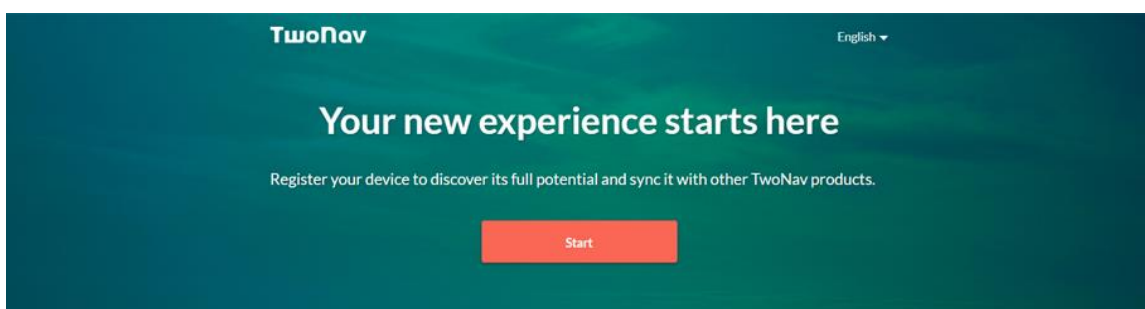 TwoNav
English
Your new experience starts here
Register your device to discover its full potential and sync it with other TwoNav products.
Start